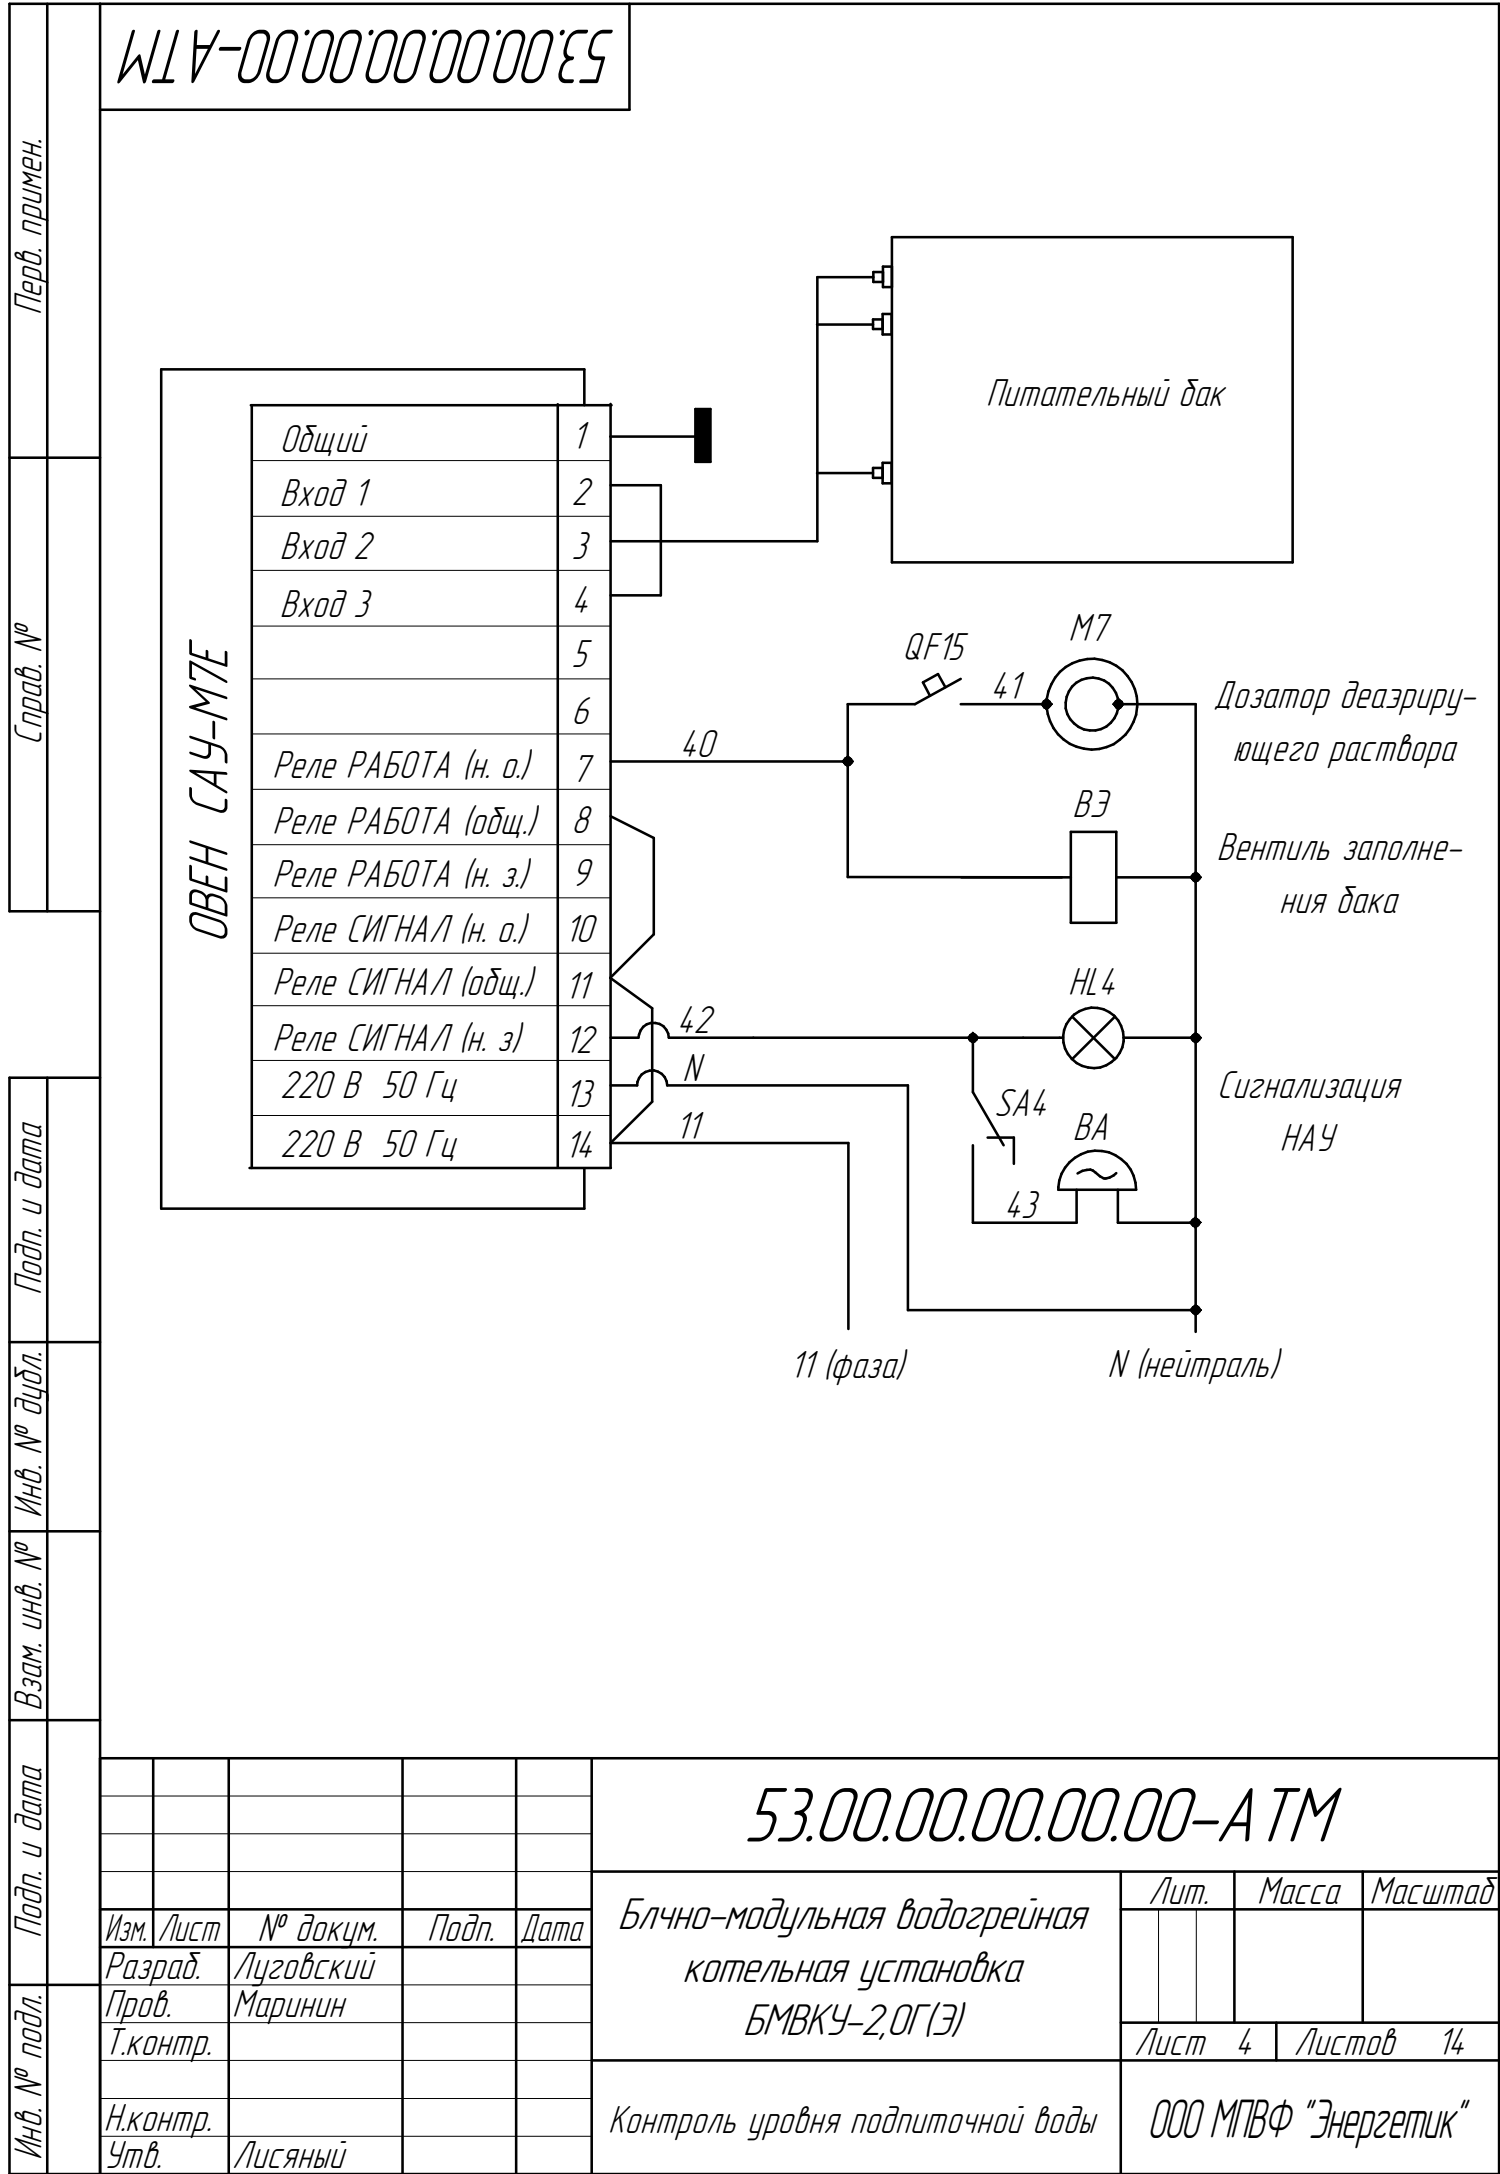 53.00.00.00.00.00-АТМ
Перв. примен.
Справ. №
Подп. и дата
Инв. № дубл.
Взам. инв. №
Подп. и дата
Инв. № подл.
Питательный бак
ОВЕН САУ-М7Е
Общий 1
Вход 1 2
Вход 2 3
Вход 3 4
5
6
Реле РАБОТА (н. о.) 7
Реле РАБОТА (общ.) 8
Реле РАБОТА (н. з.) 9
Реле СИГНАЛ (н. о.) 10
Реле СИГНАЛ (общ.) 11
Реле СИГНАЛ (н. з) 12
220 В 50 Гц 13
220 В 50 Гц 14
40
42
N
11
QF15
41
М7
Дозатор деаэриру-
ющего раствора
ВЭ
Вентиль заполне-
ния бака
HL4
SA4
ВА
43
Сигнализация
НАУ
11 (фаза)
N (нейтраль)
53.00.00.00.00.00-АТМ
Изм. Лист № докум. Подп. Дата
Разраб. Луговский
Пров. Маринин
Т.контр.
Н.контр.
Утв. Лисяный
Блчно-модульная водогрейная
котельная установка
БМВКУ-2,0Г(Э)
Лит. Масса Масштаб
Лист 4 Листов 14
Контроль уровня подпиточной воды
ООО МПВФ "Энергетик"